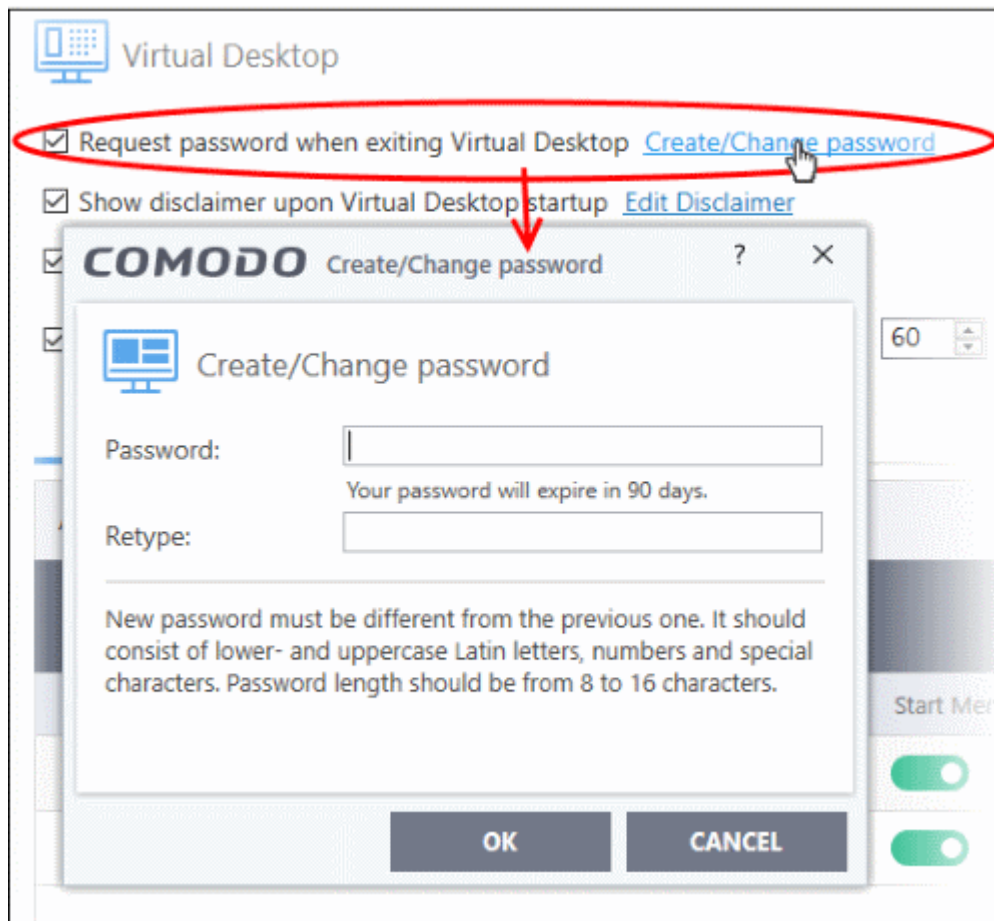 Virtual Desktop
Request password when exiting Virtual Desktop Create/Change password
Show disclaimer upon Virtual Desktop startup Edit Disclaimer
COMODO Create/Change password ? 
60
Create/Change password
Password:
Your password will expire in 90 days.
Retype:
New password must be different from the previous one. It should
consist of lower- and uppercase Latin letters, numbers and special
characters. Password length should be from 8 to 16 characters.
Start Me
OK CANCEL